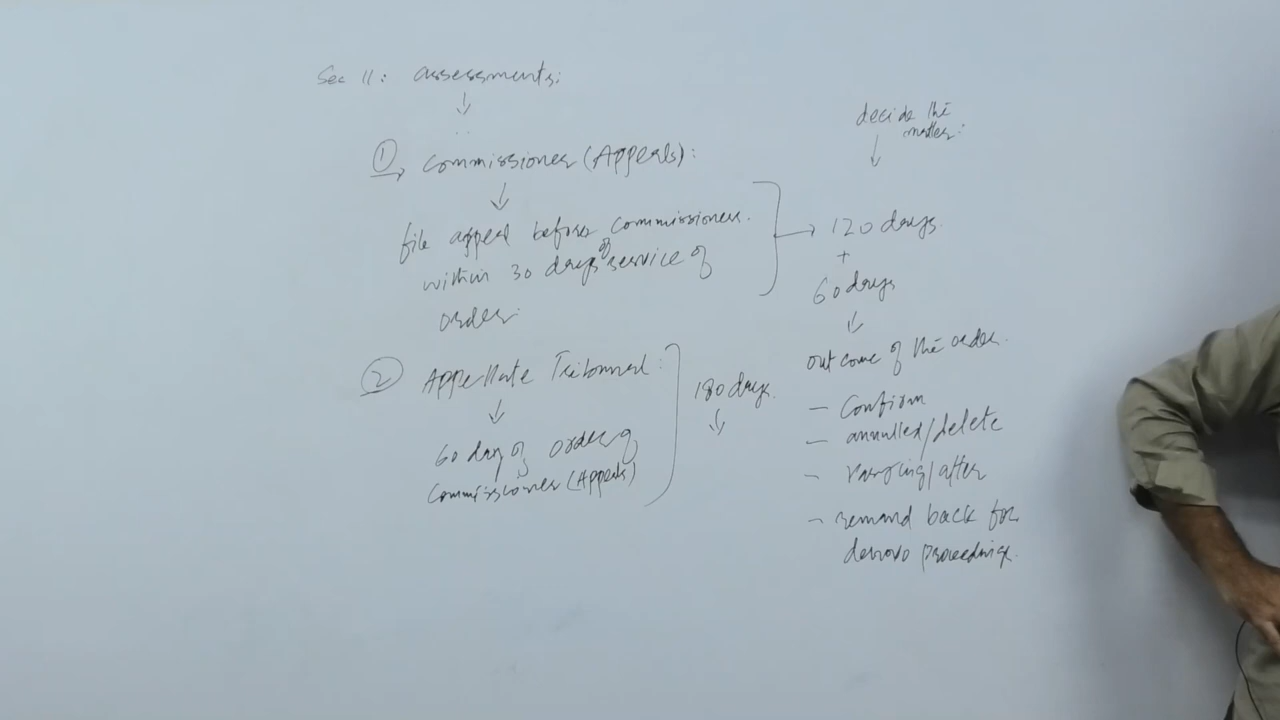 Sec 11: assessments:
① Commissioner (Appeals):
file appeal before commissioner.
within 30 days of service of
order.
② Appellate Tribunal:
60 day of order of
Commissioner (Appeals)
180 days.
decide the
matter:
120 days
+
60 days
out come of the order.
- Confirm
- annulled/delete
- varying/alter
- remand back for
denovo proceedings.